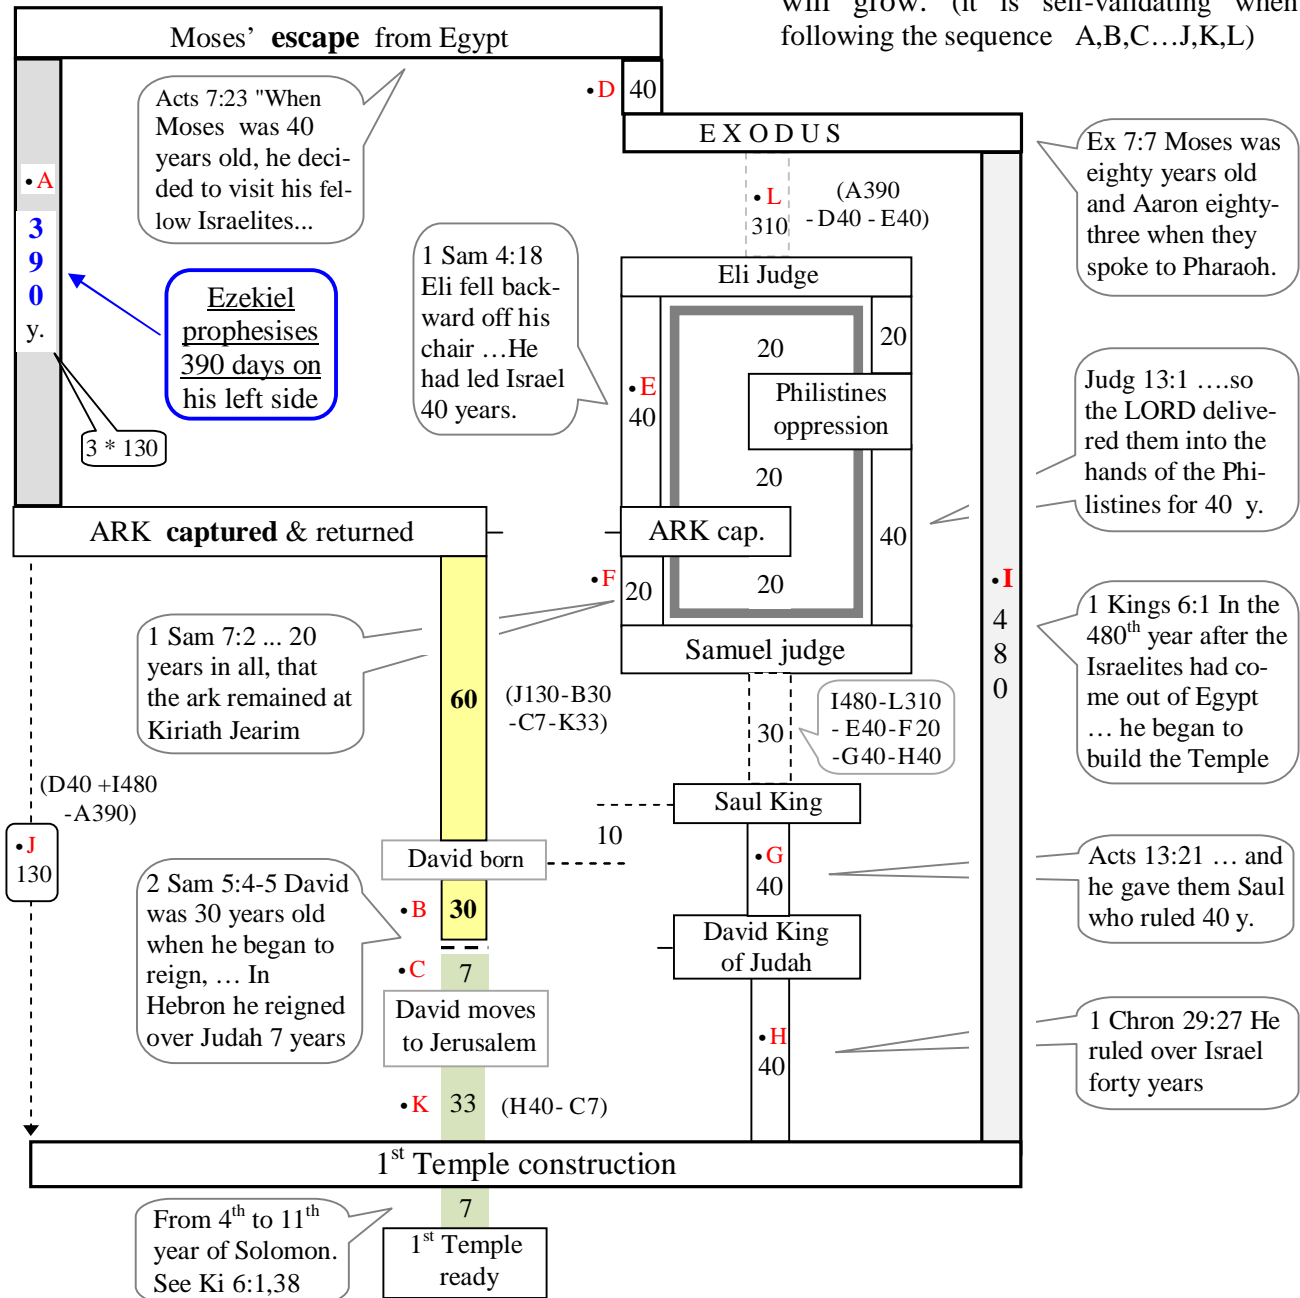 will grow. (it is self-validating when
following the sequence A,B,C…J,K,L)
Moses’ escape from Egypt
•D 40
Acts 7:23 "When
Moses was 40
years old, he deci-
ded to visit his fel-
low Israelites...
EXODUS
Ex 7:7 Moses was
eighty years old
and Aaron eighty-
three when they
spoke to Pharaoh.
•A
3
9
0
y.
•L
310
(A390
- D40 - E40)
Ezekiel
prophesises
390 days on
his left side
3 * 130
1 Sam 4:18
Eli fell back-
ward off his
chair …He
had led Israel
40 years.
Eli Judge
20
20
•E
40
Philistines
oppression
20
40
Judg 13:1 ….so
the LORD delive-
red them into the
hands of the Phi-
listines for 40 y.
ARK captured & returned
ARK cap.
•F 20
20
Samuel judge
•I
4
8
0
1 Sam 7:2 ... 20
years in all, that
the ark remained at
Kiriath Jearim
60
(J130-B30
-C7-K33)
30
I480-L310
- E40-F20
-G40-H40
1 Kings 6:1 In the
480th year after the
Israelites had co-
me out of Egypt
… he began to
build the Temple
(D40 +I480
-A390)
•J
130
Saul King
10
David born
•G
40
Acts 13:21 … and
he gave them Saul
who ruled 40 y.
2 Sam 5:4-5 David
was 30 years old
when he began to
reign, … In
Hebron he reigned
over Judah 7 years
•B 30
•C 7
David King
of Judah
David moves
to Jerusalem
•H
40
1 Chron 29:27 He
ruled over Israel
forty years
•K 33 (H40- C7)
1st Temple construction
7
From 4th to 11th
year of Solomon.
See Ki 6:1,38
1st Temple
ready